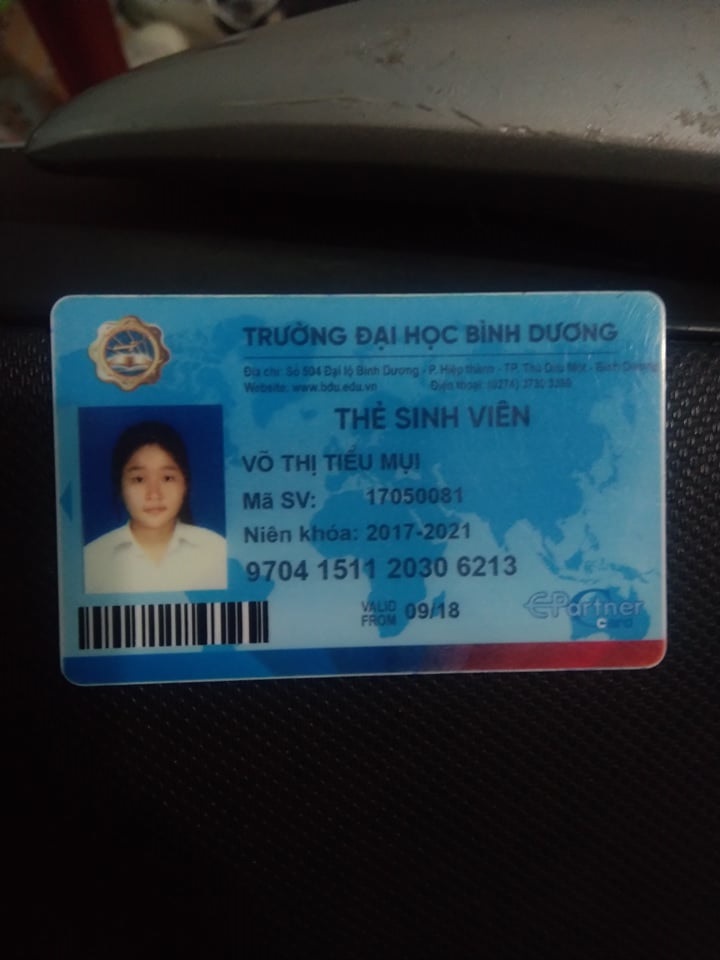 TRƯỜNG ĐẠI HỌC BÌNH DƯƠNG
Địa chỉ: Số 504 Đại lộ Bình Dương - P. Hiệp thành - TP. Thủ Dầu Một - Bình Dương
Website: www.bdu.edu.vn Điện thoại: (0274) 3730
THẺ SINH VIÊN
VÕ THỊ TIỂU MỤI
Mã SV: 17050081
Niên khóa: 2017-2021
9704 1511 2030 6213
VALID FROM 09/18
E-Partner
Card